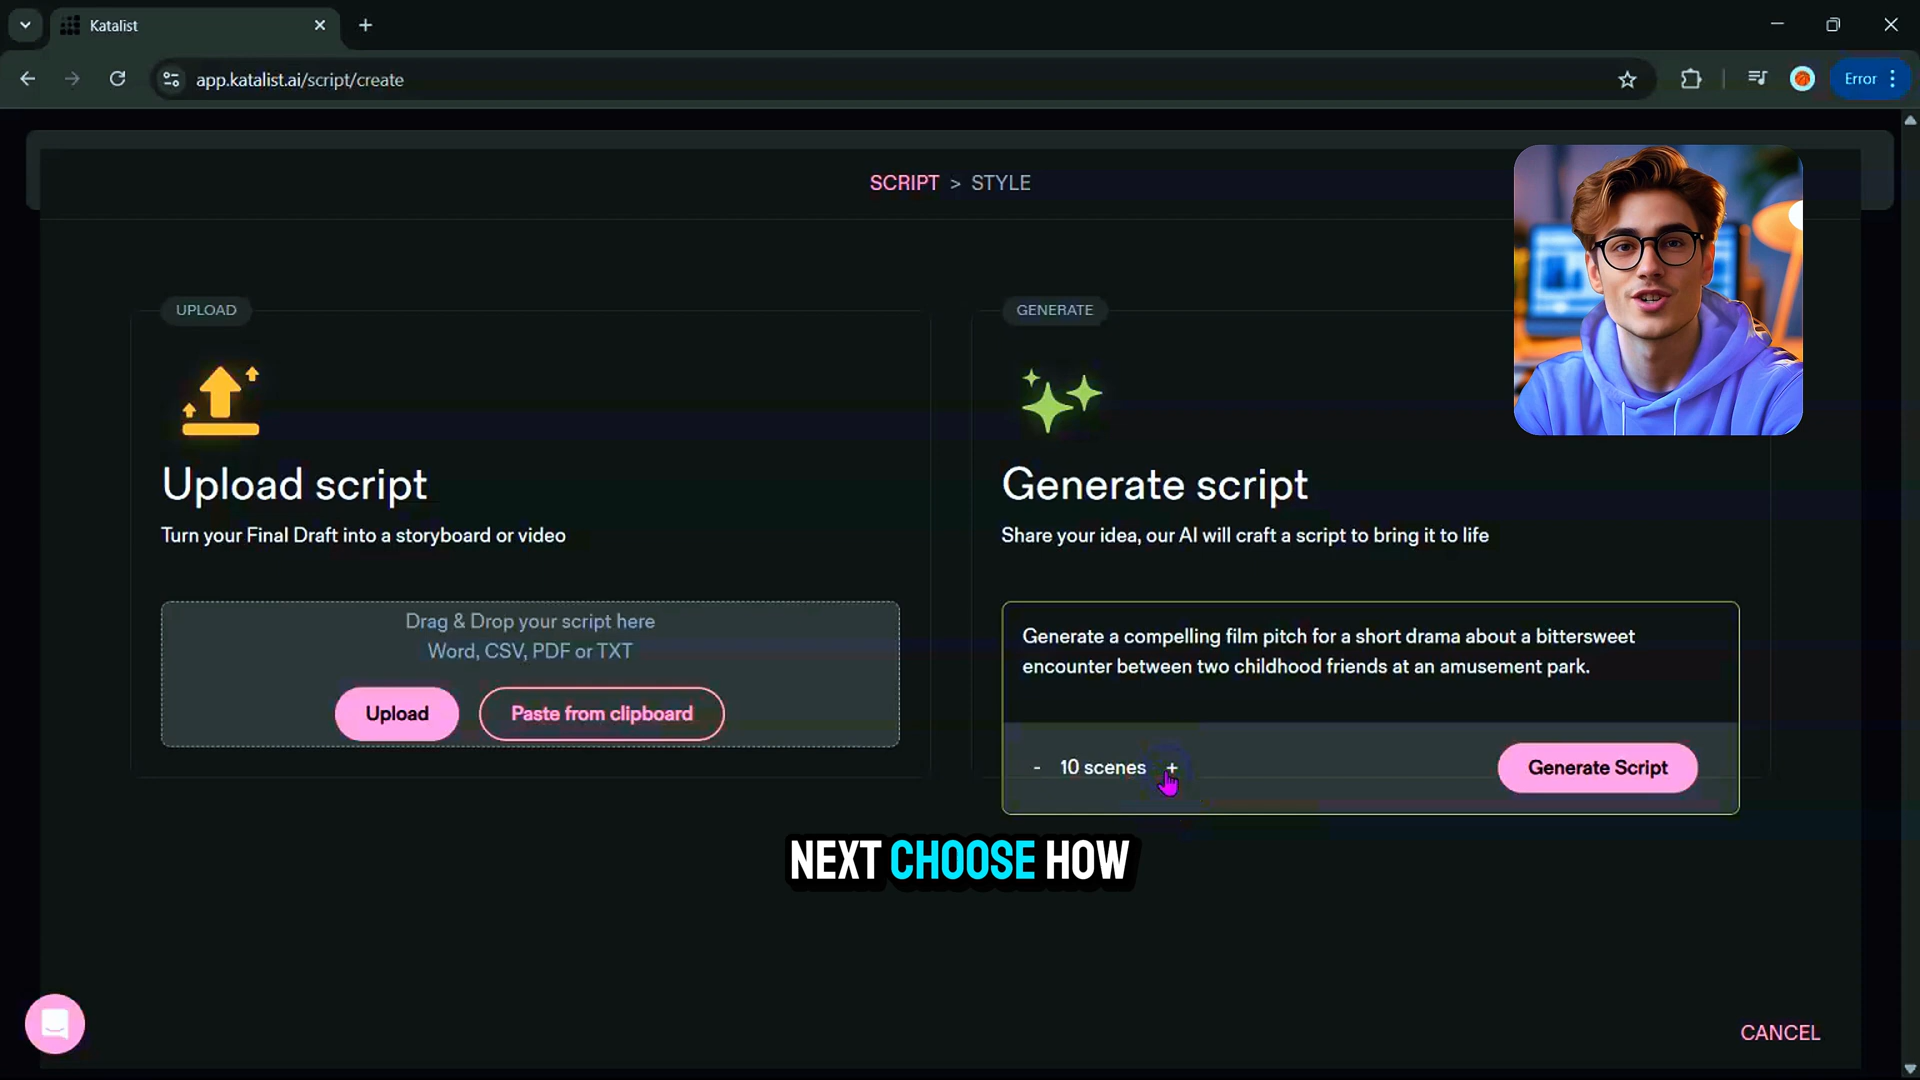 Katalist
app.katalist.ai/script/create
Error
SCRIPT > STYLE
UPLOAD
Upload script
Turn your Final Draft into a storyboard or video
Drag & Drop your script here
Word, CSV, PDF or TXT
Upload
Paste from clipboard
GENERATE
Generate script
Share your idea, our AI will craft a script to bring it to life
Generate a compelling film pitch for a short drama about a bittersweet
encounter between two childhood friends at an amusement park.
- 10 scenes +
Generate Script
NEXT CHOOSE HOW
CANCEL